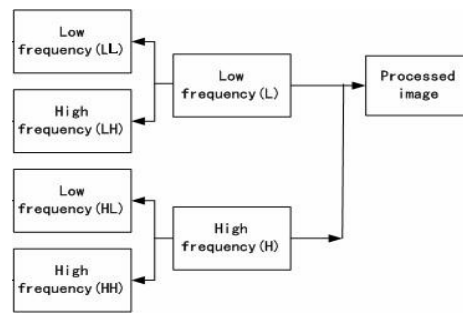 Low
frequency(LL)
High
frequency(LH)
Low
frequency(L)
Processed
image
Low
frequency(HL)
High
frequency(HH)
High
frequency(H)